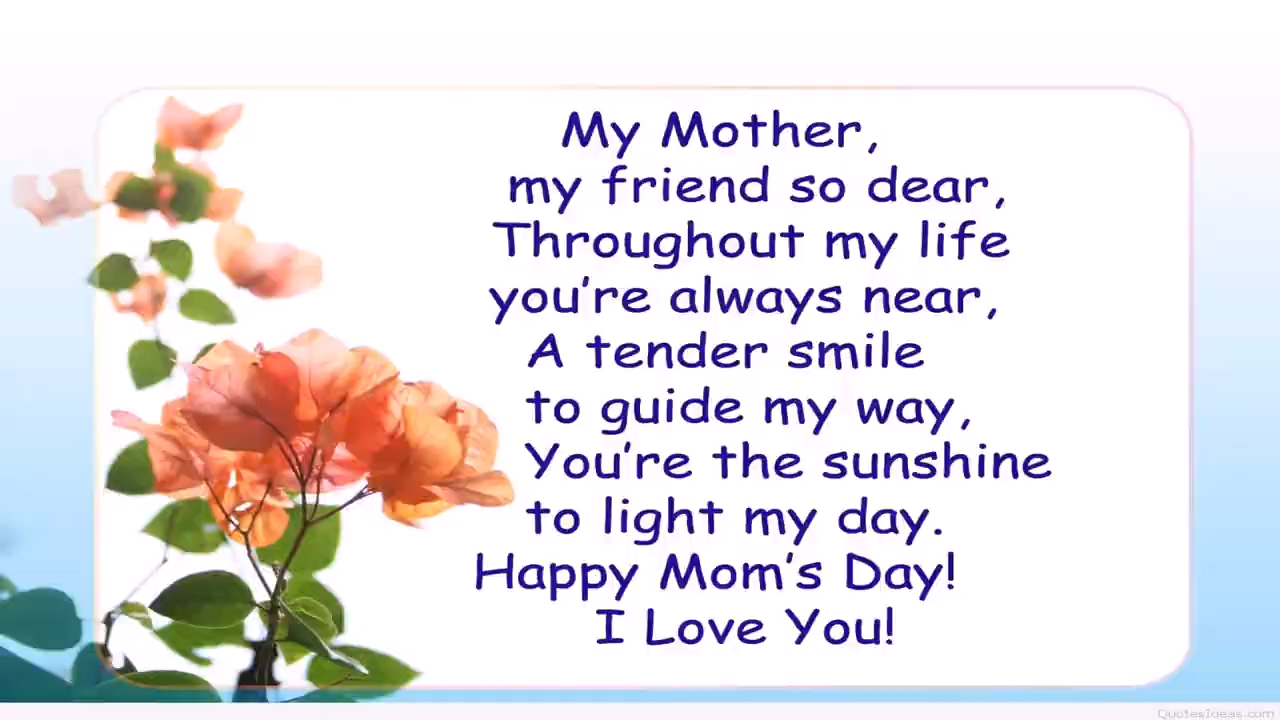 My Mother,
my friend so dear,
Throughout my life
you're always near,
A tender smile
to guide my way,
You're the sunshine
to light my day.
Happy Mom's Day!
I Love You!
QuotesIdeas.com